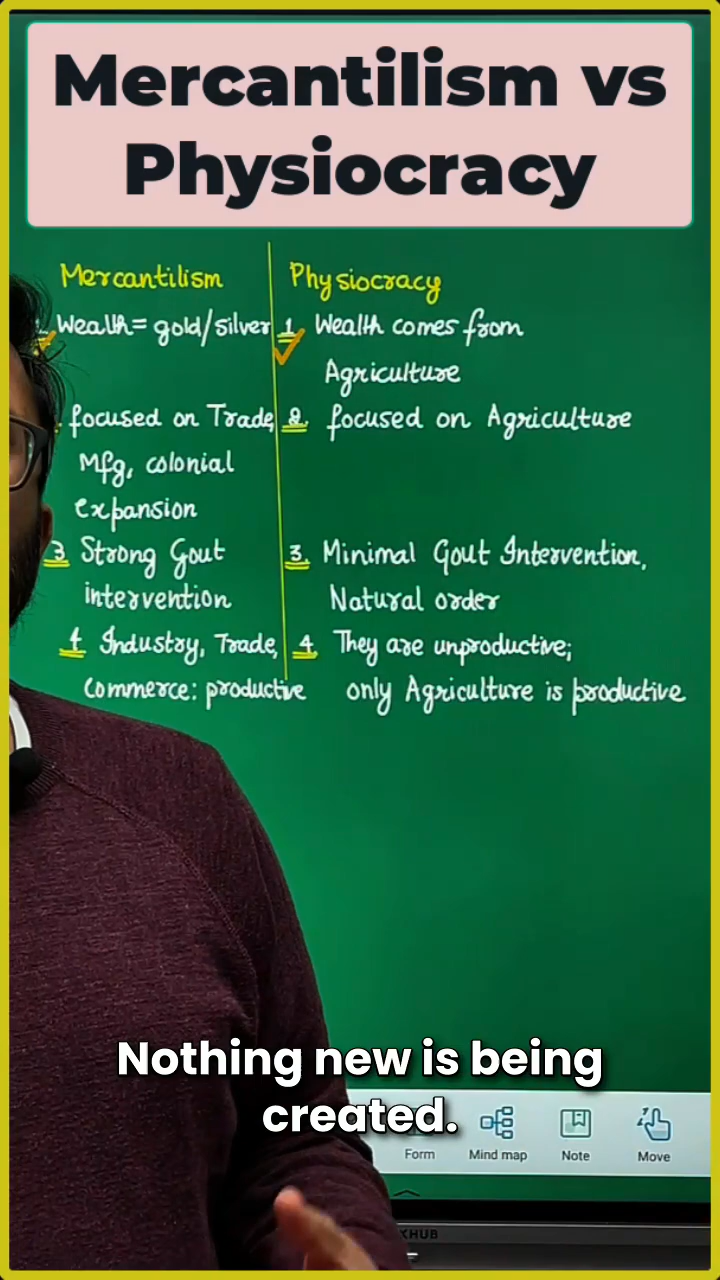 Mercantilism vs
Physiocracy
Mercantilism
Wealth = gold/silver
focused on Trade,
Mfg, colonial
expansion
3 Strong Govt
intervention
4 Industry, Trade,
Commerce: productive
Physiocracy
1 Wealth comes from
Agriculture
2 focused on Agriculture
3. Minimal Govt Intervention,
Natural order
4 They are unproductive;
only Agriculture is productive
Nothing new is being
created.
Form
Mind map
Note
Move